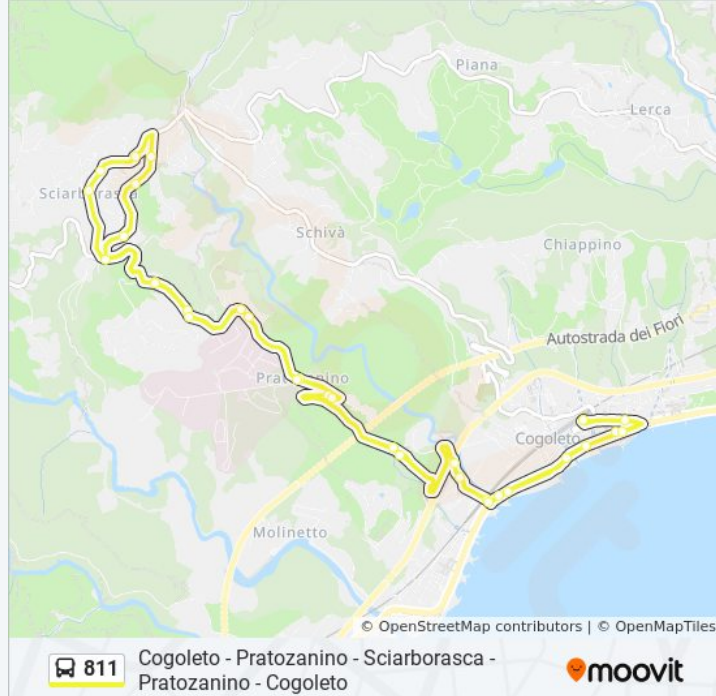 Piana
Lerca
Sciarborasca
Schivà
Chiappino
Autostrada dei Fiori
Pratozanino
Cogoleto
Molinetto
© OpenStreetMap contributors | © OpenMapTiles
811
Cogoleto - Pratozanino - Sciarborasca -
Pratozanino - Cogoleto
moovit